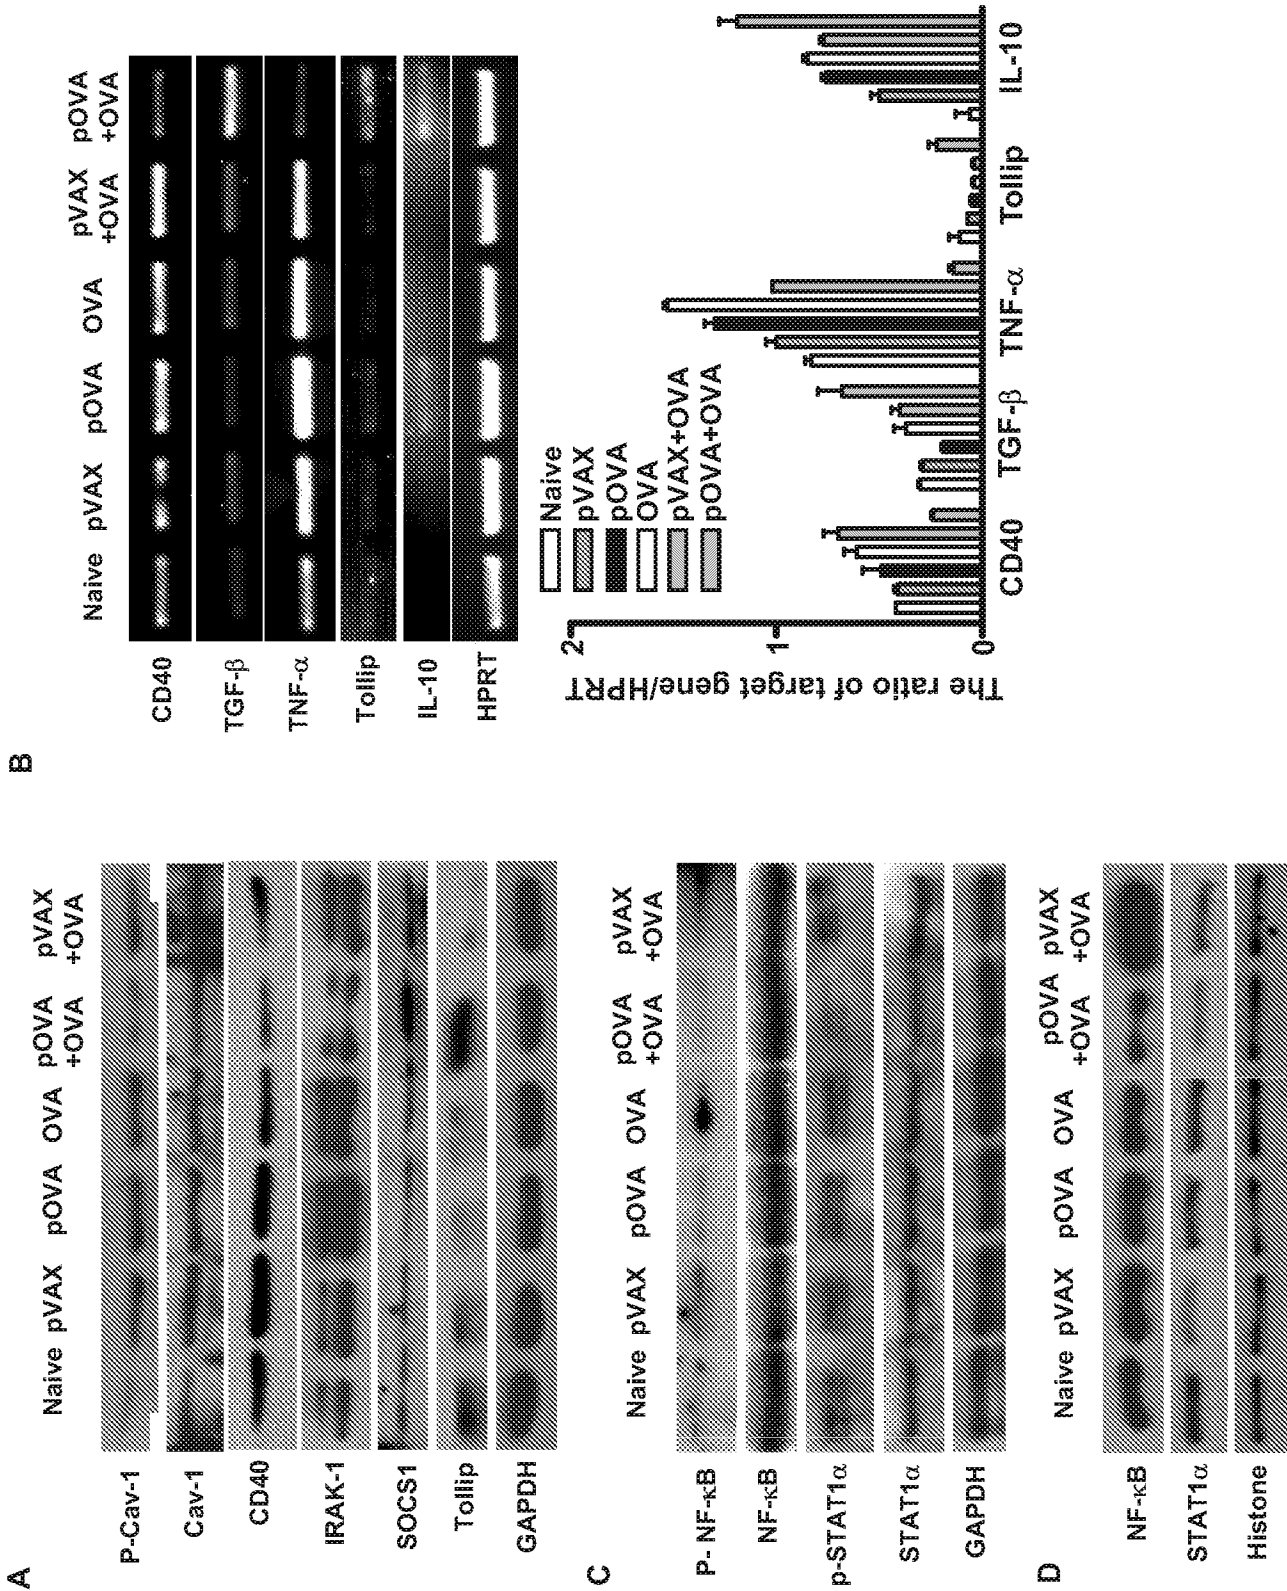 A
Naive pVAX pOVA OVA pOVA +OVA pVAX +OVA
P-Cav-1
Cav-1
CD40
IRAK-1
SOCS1
Tollip
GAPDH
B
Naive pVAX pOVA OVA pVAX +OVA pOVA +OVA
CD40
TGF-β
TNF-α
Tollip
IL-10
HPRT
The ratio of target gene/HPRT
2
1
0
Naive
pVAX
pOVA
OVA
pVAX+OVA
pOVA+OVA
CD40 TGF-β TNF-α Tollip IL-10
C
Naive pVAX pOVA OVA pOVA +OVA pVAX +OVA
P- NF-κB
NF-κB
p-STAT1α
STAT1α
GAPDH
D
Naive pVAX pOVA OVA pOVA +OVA pVAX +OVA
NF-κB
STAT1α
Histone